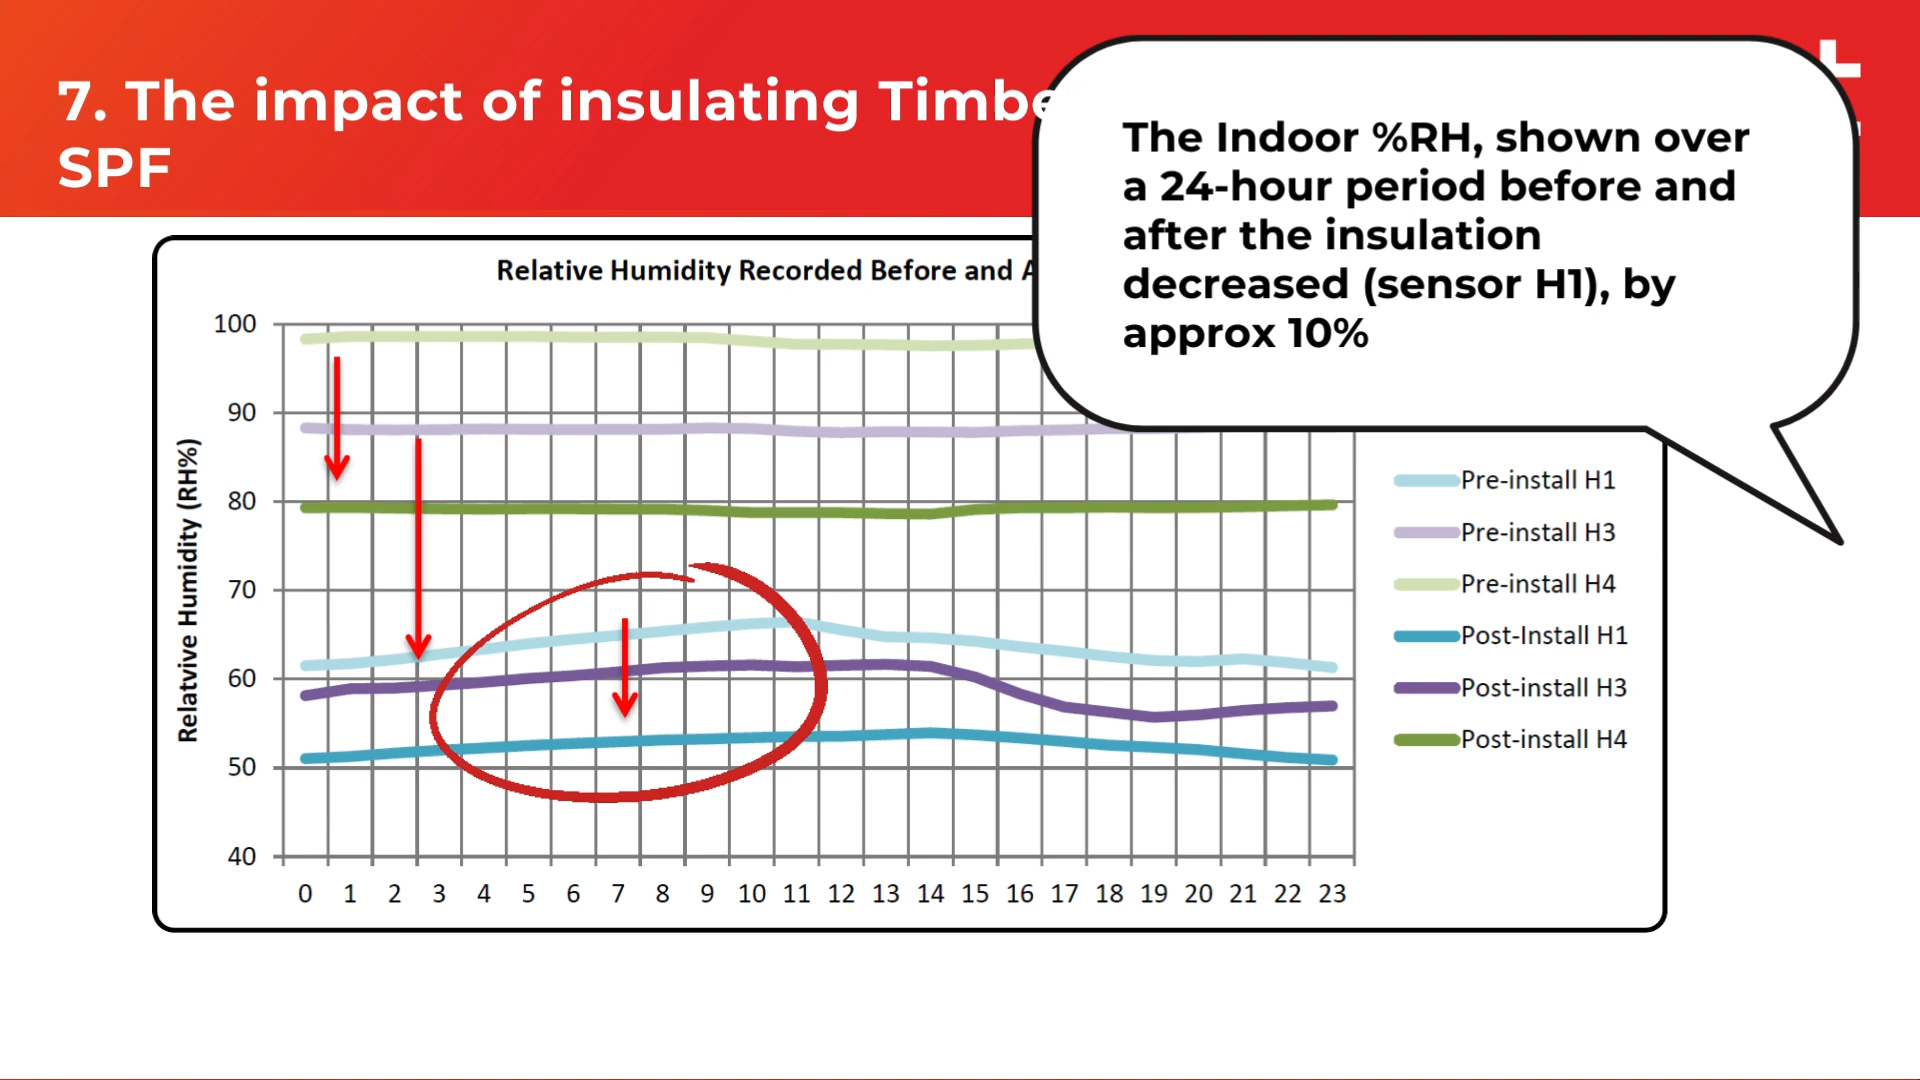 7. The impact of insulating Timbe
SPF
The Indoor %RH, shown over
a 24-hour period before and
after the insulation
decreased (sensor H1), by
approx 10%
Relative Humidity Recorded Before and A
Relative Humidity (RH%)
100
90
80
70
60
50
40
0 1 2 3 4 5 6 7 8 9 10 11 12 13 14 15 16 17 18 19 20 21 22 23
Pre-install H1
Pre-install H3
Pre-install H4
Post-Install H1
Post-install H3
Post-install H4